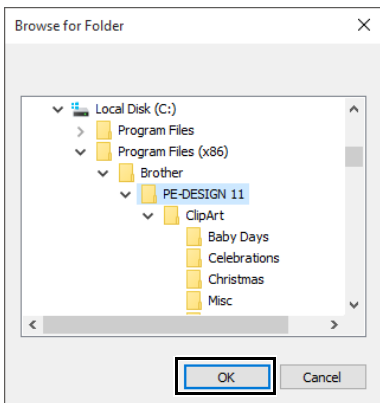 Browse for Folder
Local Disk (C:)
Program Files
Program Files (x86)
Brother
PE-DESIGN 11
ClipArt
Baby Days
Celebrations
Christmas
Misc
OK Cancel